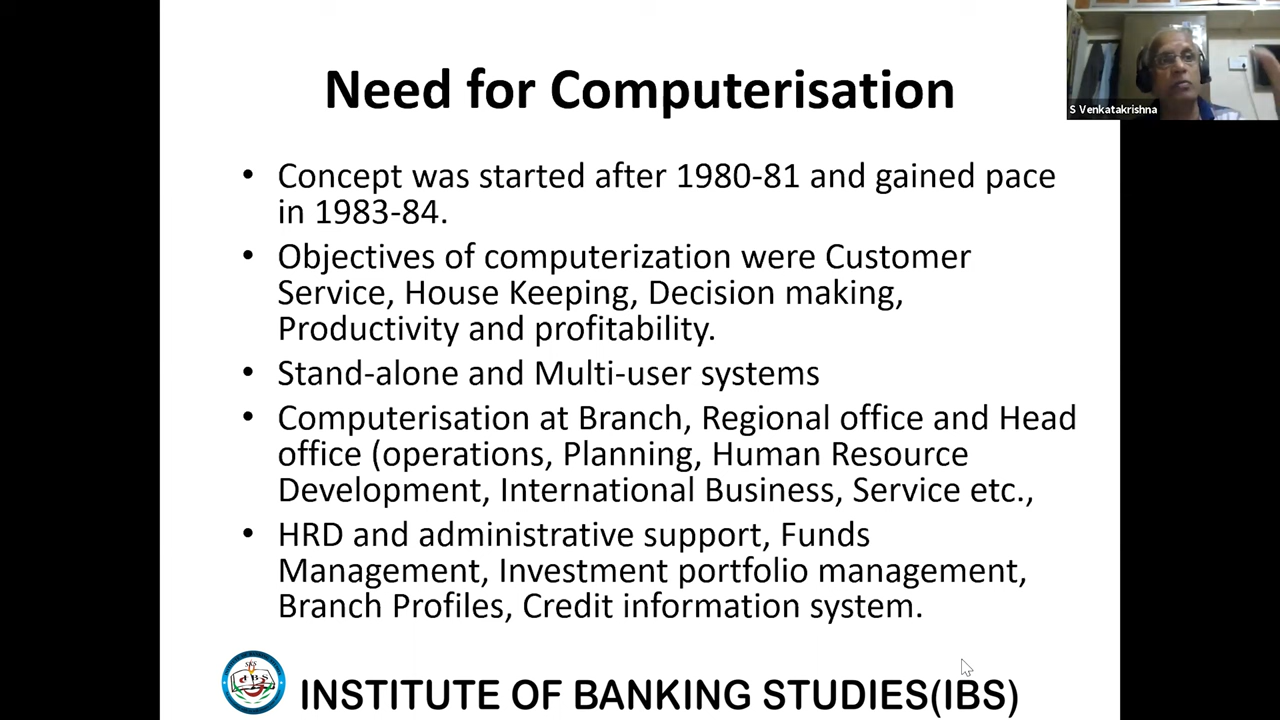 Need for Computerisation
S Venkatakrishna
• Concept was started after 1980-81 and gained pace
in 1983-84.
• Objectives of computerization were Customer
Service, House Keeping, Decision making,
Productivity and profitability.
• Stand-alone and Multi-user systems
• Computerisation at Branch, Regional office and Head
office (operations, Planning, Human Resource
Development, International Business, Service etc.,
• HRD and administrative support, Funds
Management, Investment portfolio management,
Branch Profiles, Credit information system.
INSTITUTE OF BANKING STUDIES(IBS)